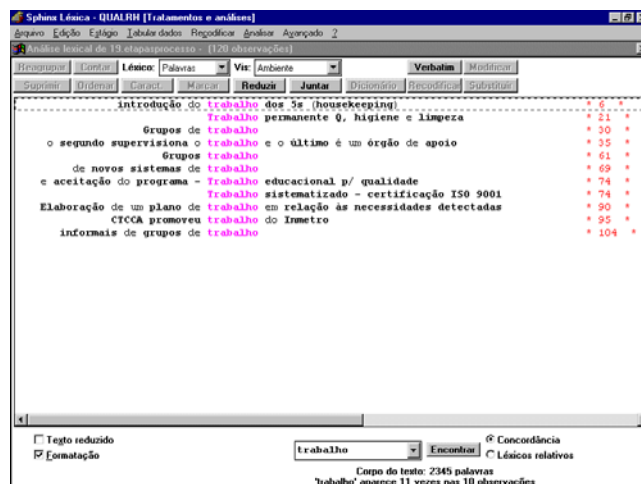 Sphinx Léxica - QUALRH [Tratamentos e análises]
Arquivo Edição Estágio Tabular dados Recodificar Analisar Avançado ?
Análise lexical de 19.etapasprocesso - (120 observações)
Reagrupar Contar Léxico: Palavras Vis: Ambiente Verbatim Modificar
Suprimir Ordenar Caract. Marcar Reduzir Juntar Dicionário Recodificar Substituir
introdução do trabalho dos 5s (housekeeping) * 6 *
Trabalho permanente Q, higiene e limpeza * 21 *
Grupos de trabalho * 30 *
o segundo supervisiona o trabalho e o último é um órgão de apoio * 35 *
Grupos trabalho * 61 *
de novos sistemas de trabalho * 69 *
e aceitação do programa - Trabalho educacional p/ qualidade * 74 *
Trabalho sistematizado - certificação IS0 9001 * 74 *
Elaboração de um plano de trabalho em relação às necessidades detectadas * 90 *
CTCCA promoveu trabalho do Inmetro * 95 *
informais de grupos de trabalho * 104 *
Texto reduzido
Formatação
trabalho Encontrar
Concordância
Léxicos relativos
Corpo do texto: 2345 palavras
'trabalho' aparece 11 vezes nas 10 observações